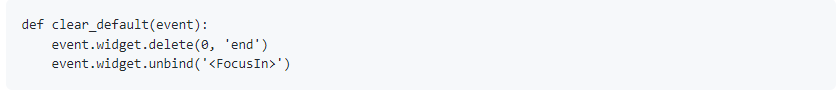 def clear_default(event):
    event.widget.delete(0, 'end')
    event.widget.unbind('<FocusIn>')